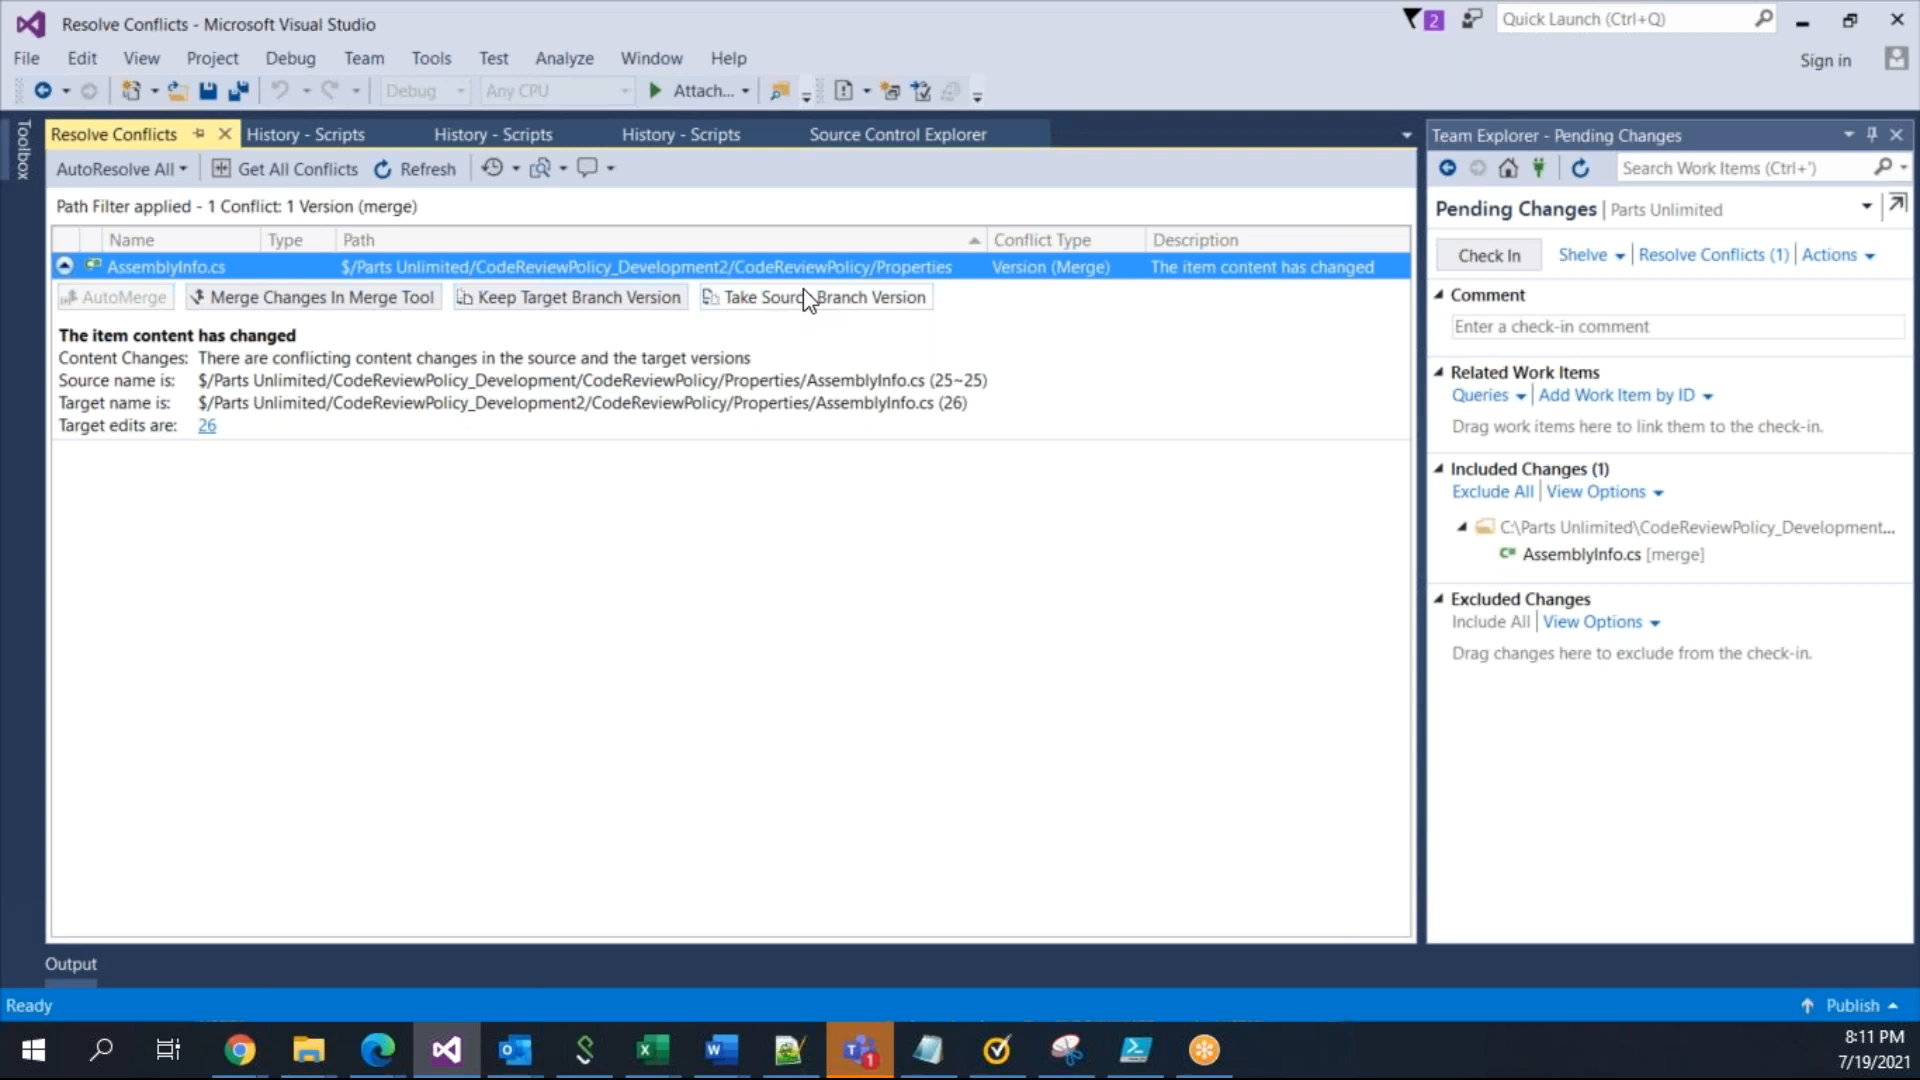 Resolve Conflicts - Microsoft Visual Studio
2
Quick Launch (Ctrl+Q)
File Edit View Project Debug Team Tools Test Analyze Window Help
Sign in
Debug Any CPU Attach...
Toolbox
Resolve Conflicts History - Scripts History - Scripts History - Scripts Source Control Explorer
AutoResolve All Get All Conflicts Refresh
Path Filter applied - 1 Conflict: 1 Version (merge)
Name Type Path Conflict Type Description
AssemblyInfo.cs $/Parts Unlimited/CodeReviewPolicy_Development2/CodeReviewPolicy/Properties Version (Merge) The item content has changed
AutoMerge Merge Changes In Merge Tool Keep Target Branch Version Take Source Branch Version
The item content has changed
Content Changes: There are conflicting content changes in the source and the target versions
Source name is: $/Parts Unlimited/CodeReviewPolicy_Development/CodeReviewPolicy/Properties/AssemblyInfo.cs (25~25)
Target name is: $/Parts Unlimited/CodeReviewPolicy_Development2/CodeReviewPolicy/Properties/AssemblyInfo.cs (26)
Target edits are: 26
Team Explorer - Pending Changes
Search Work Items (Ctrl+')
Pending Changes | Parts Unlimited
Check In Shelve Resolve Conflicts (1) Actions
Comment
Enter a check-in comment
Related Work Items
Queries Add Work Item by ID
Drag work items here to link them to the check-in.
Included Changes (1)
Exclude All View Options
C:\Parts Unlimited\CodeReviewPolicy_Development...
C# AssemblyInfo.cs [merge]
Excluded Changes
Include All View Options
Drag changes here to exclude from the check-in.
Output
Ready
Publish
1
8:11 PM
7/19/2021